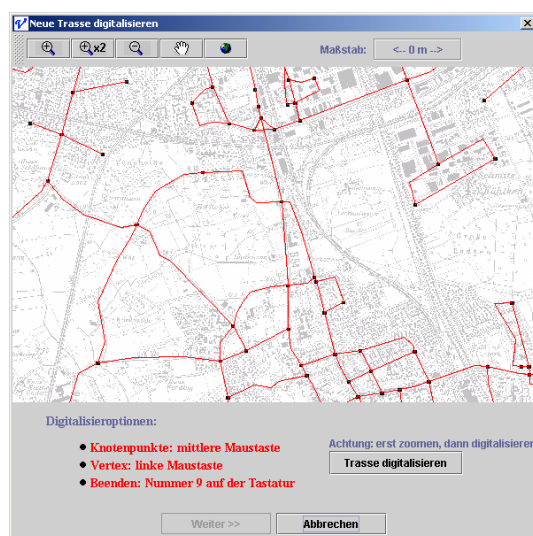 Neue Trasse digitalisieren
x2
Maßstab:
<-- 0 m -->
Digitalisieroptionen:
Knotenpunkte: mittlere Maustaste
Vertex: linke Maustaste
Beenden: Nummer 9 auf der Tastatur
Achtung: erst zoomen, dann digitalisieren
Trasse digitalisieren
Weiter >>
Abbrechen